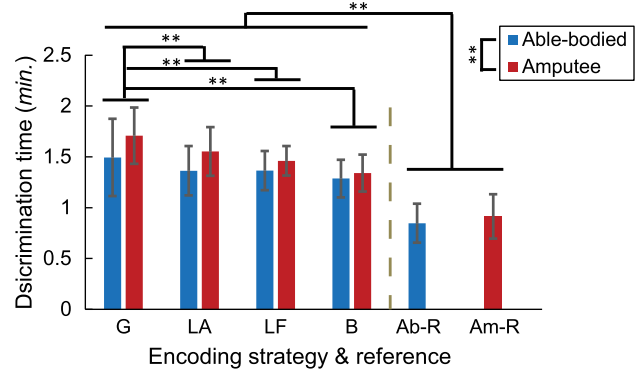 **
Able-bodied
Amputee
**
**
**
**
2.5
2
1.5
1
0.5
0
Dsicrimination time (min.)
G LA LF B Ab-R Am-R
Encoding strategy & reference